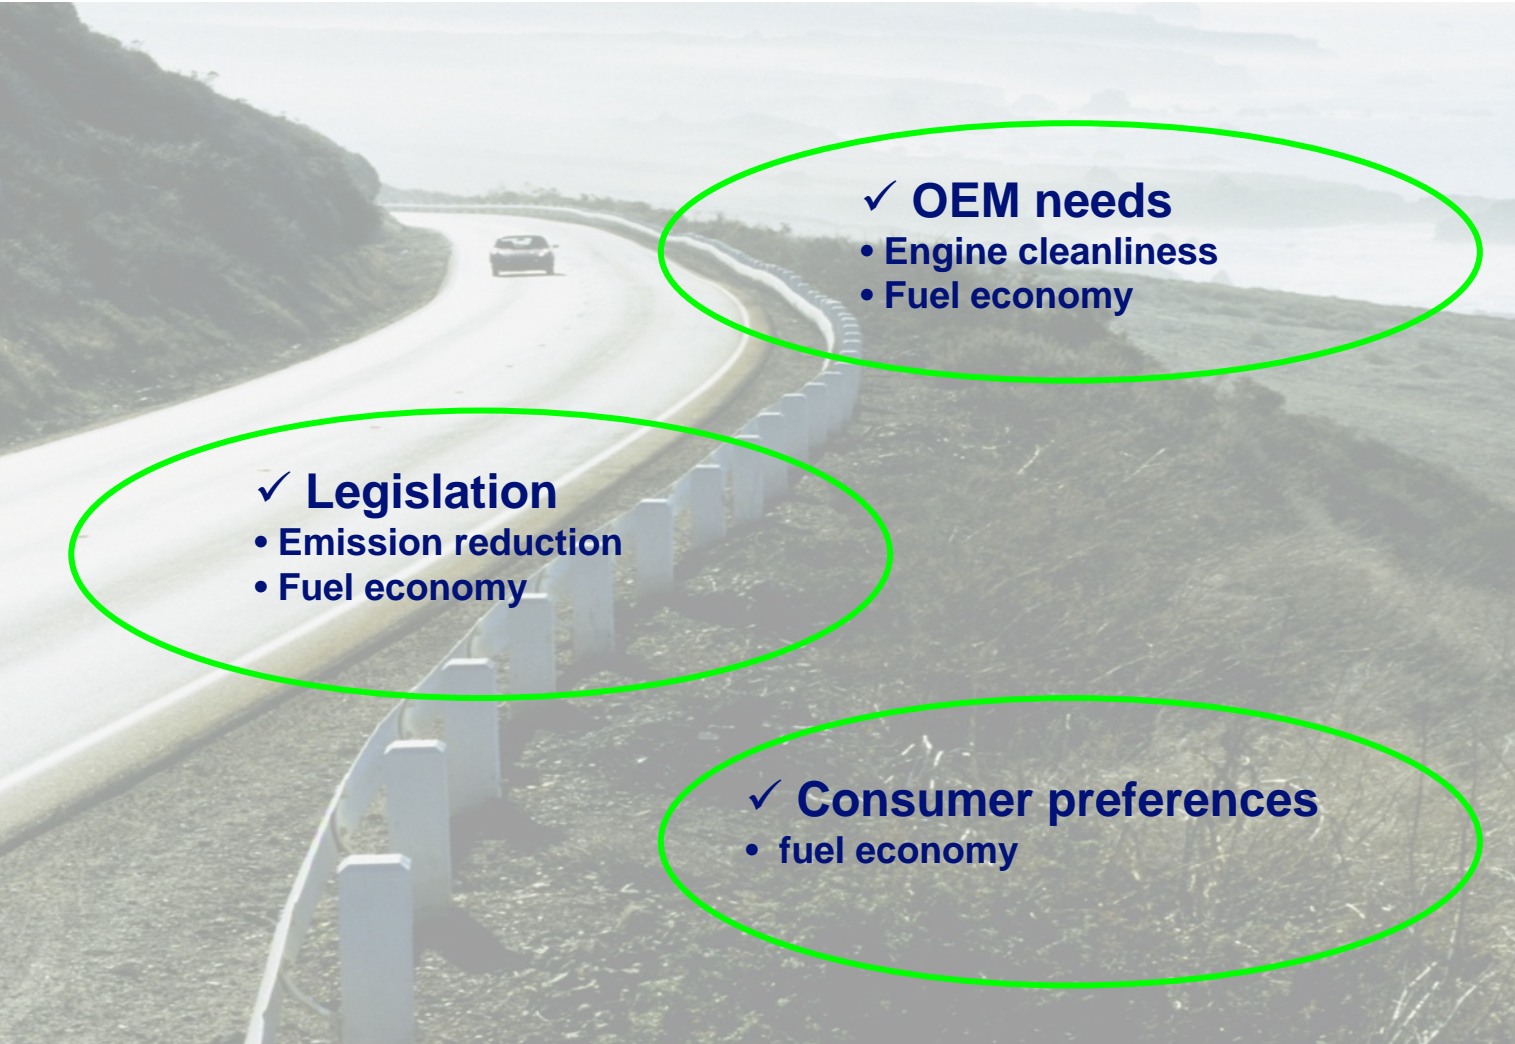 ✓ OEM needs
• Engine cleanliness
• Fuel economy
✓ Legislation
• Emission reduction
• Fuel economy
✓ Consumer preferences
• fuel economy